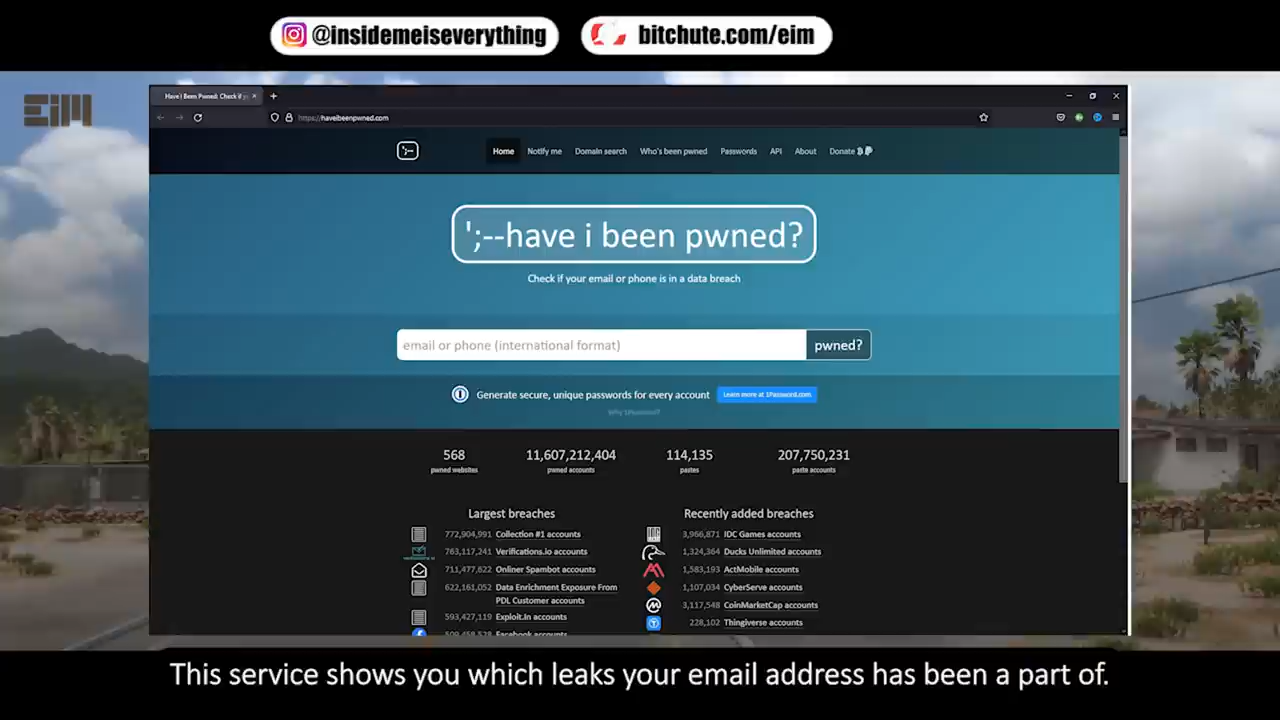 @insidemeiseverything
bitchute.com/eim
EiM
Have I Been Pwned: Check if y
https://haveibeenpwned.com
';--
Home Notify me Domain search Who's been pwned Passwords API About Donate
';--have i been pwned?
Check if your email or phone is in a data breach
email or phone (international format) pwned?
Generate secure, unique passwords for every account Learn more at 1Password.com
Why 1Password?
568 11,607,212,404 114,135 207,750,231
pwned websites pwned accounts pastes paste accounts
Largest breaches
772,904,991 Collection #1 accounts
763,117,241 Verifications.io accounts
711,477,622 Onliner Spambot accounts
622,161,052 Data Enrichment Exposure From
PDL Customer accounts
593,427,119 Exploit.In accounts
509,458,528 Facebook accounts
Recently added breaches
3,966,871 IDC Games accounts
1,324,364 Ducks Unlimited accounts
1,583,193 ActMobile accounts
1,107,034 CyberServe accounts
3,117,548 CoinMarketCap accounts
228,102 Thingiverse accounts
This service shows you which leaks your email address has been a part of.